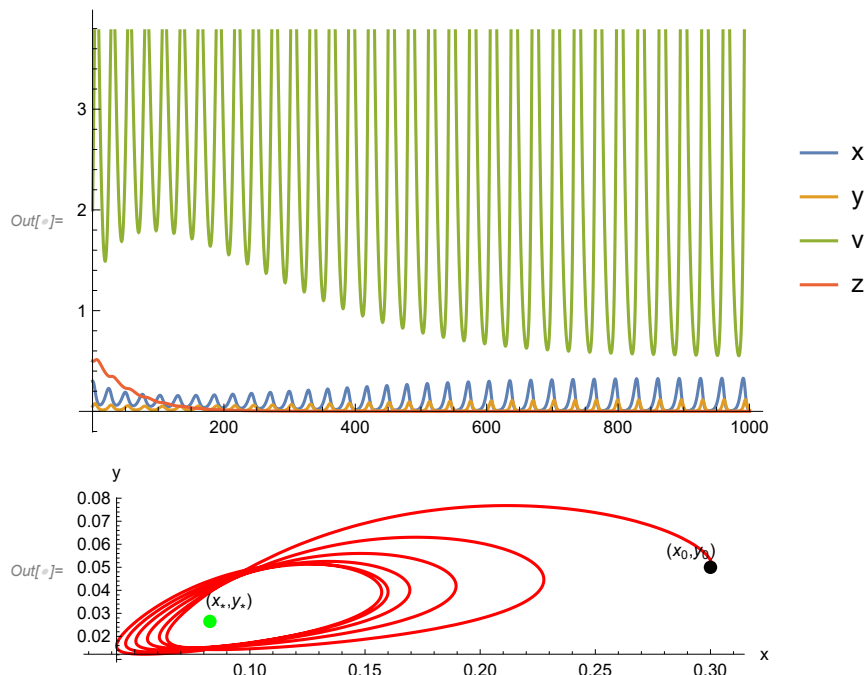 3
x
y
Out[•]= 2
v
z
1
200 400 600 800 1000
y
0.08
0.07
0.06
(x₀,y₀)
Out[•]= 0.05
0.04
(x*,y*)
0.03
0.02
x
0.10 0.15 0.20 0.25 0.30